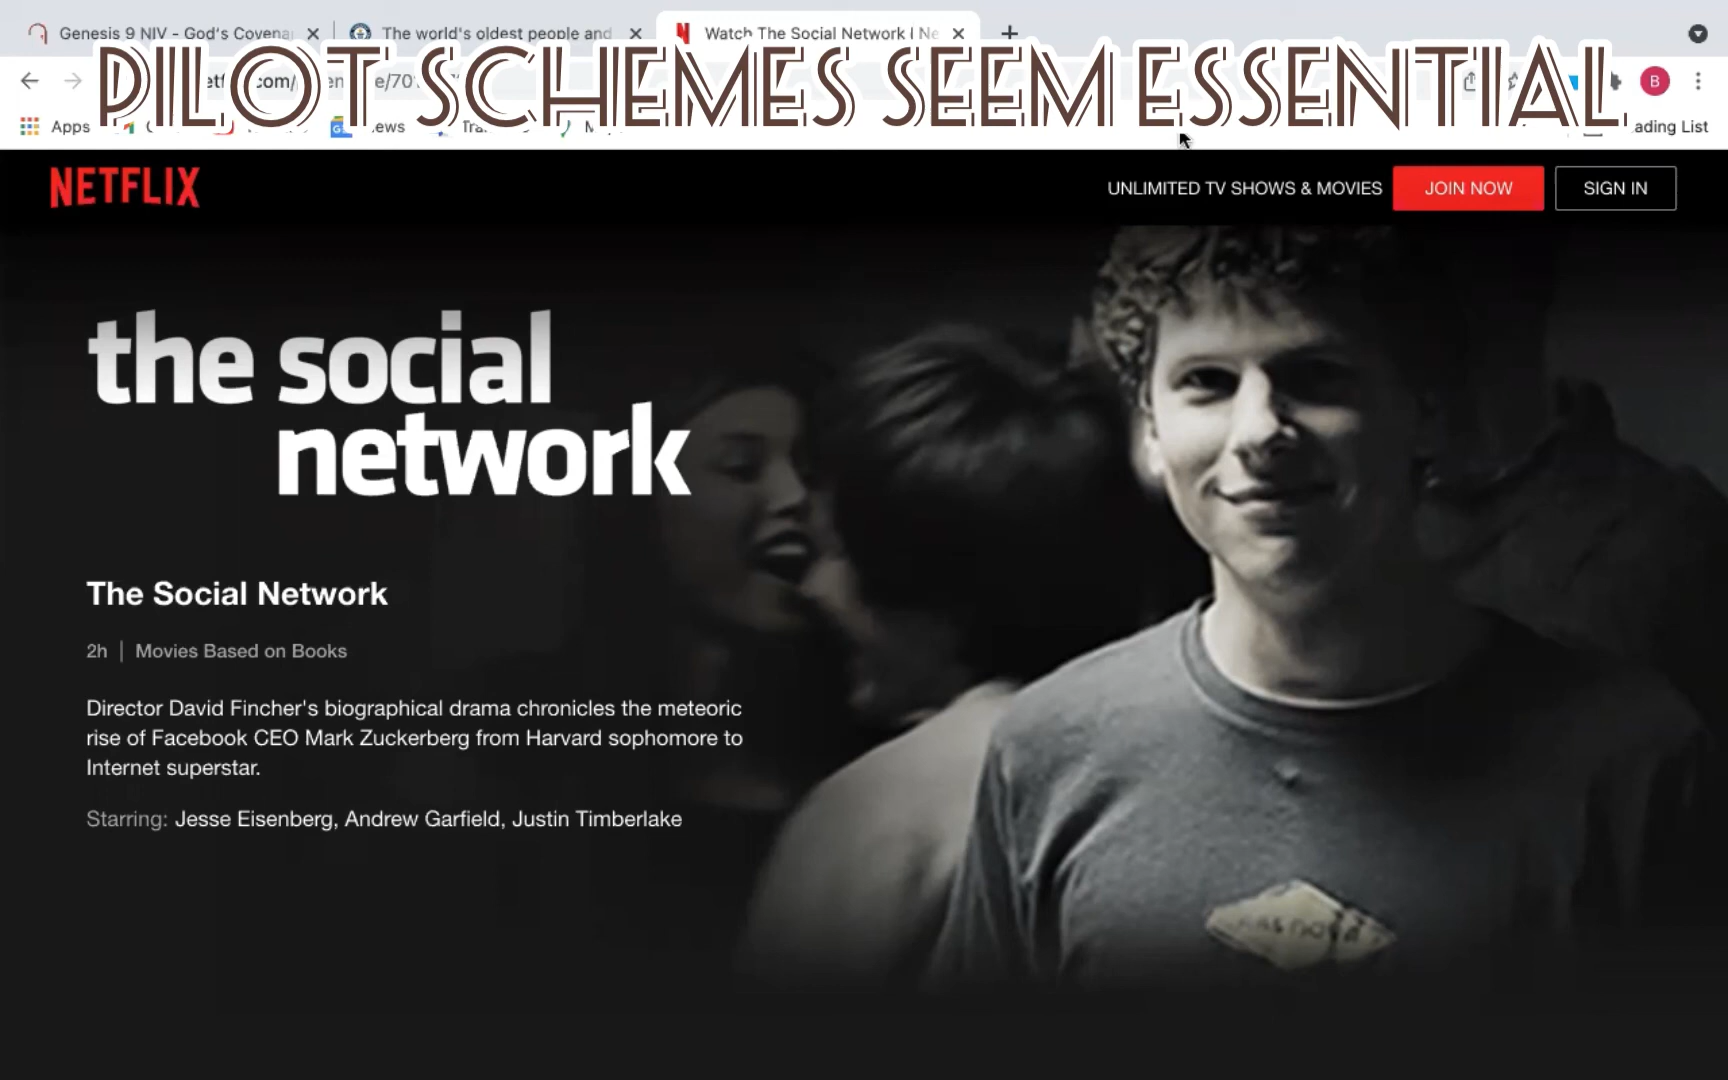 Genesis 9 NIV - God's Covena
The world's oldest people and
Watch The Social Network | Ne
PILOT SCHEMES SEEM ESSENTIAL.
Apps
ading List
NETFLIX
UNLIMITED TV SHOWS & MOVIES
JOIN NOW
SIGN IN
the social
network
The Social Network
2h | Movies Based on Books
Director David Fincher's biographical drama chronicles the meteoric
rise of Facebook CEO Mark Zuckerberg from Harvard sophomore to
Internet superstar.
Starring: Jesse Eisenberg, Andrew Garfield, Justin Timberlake